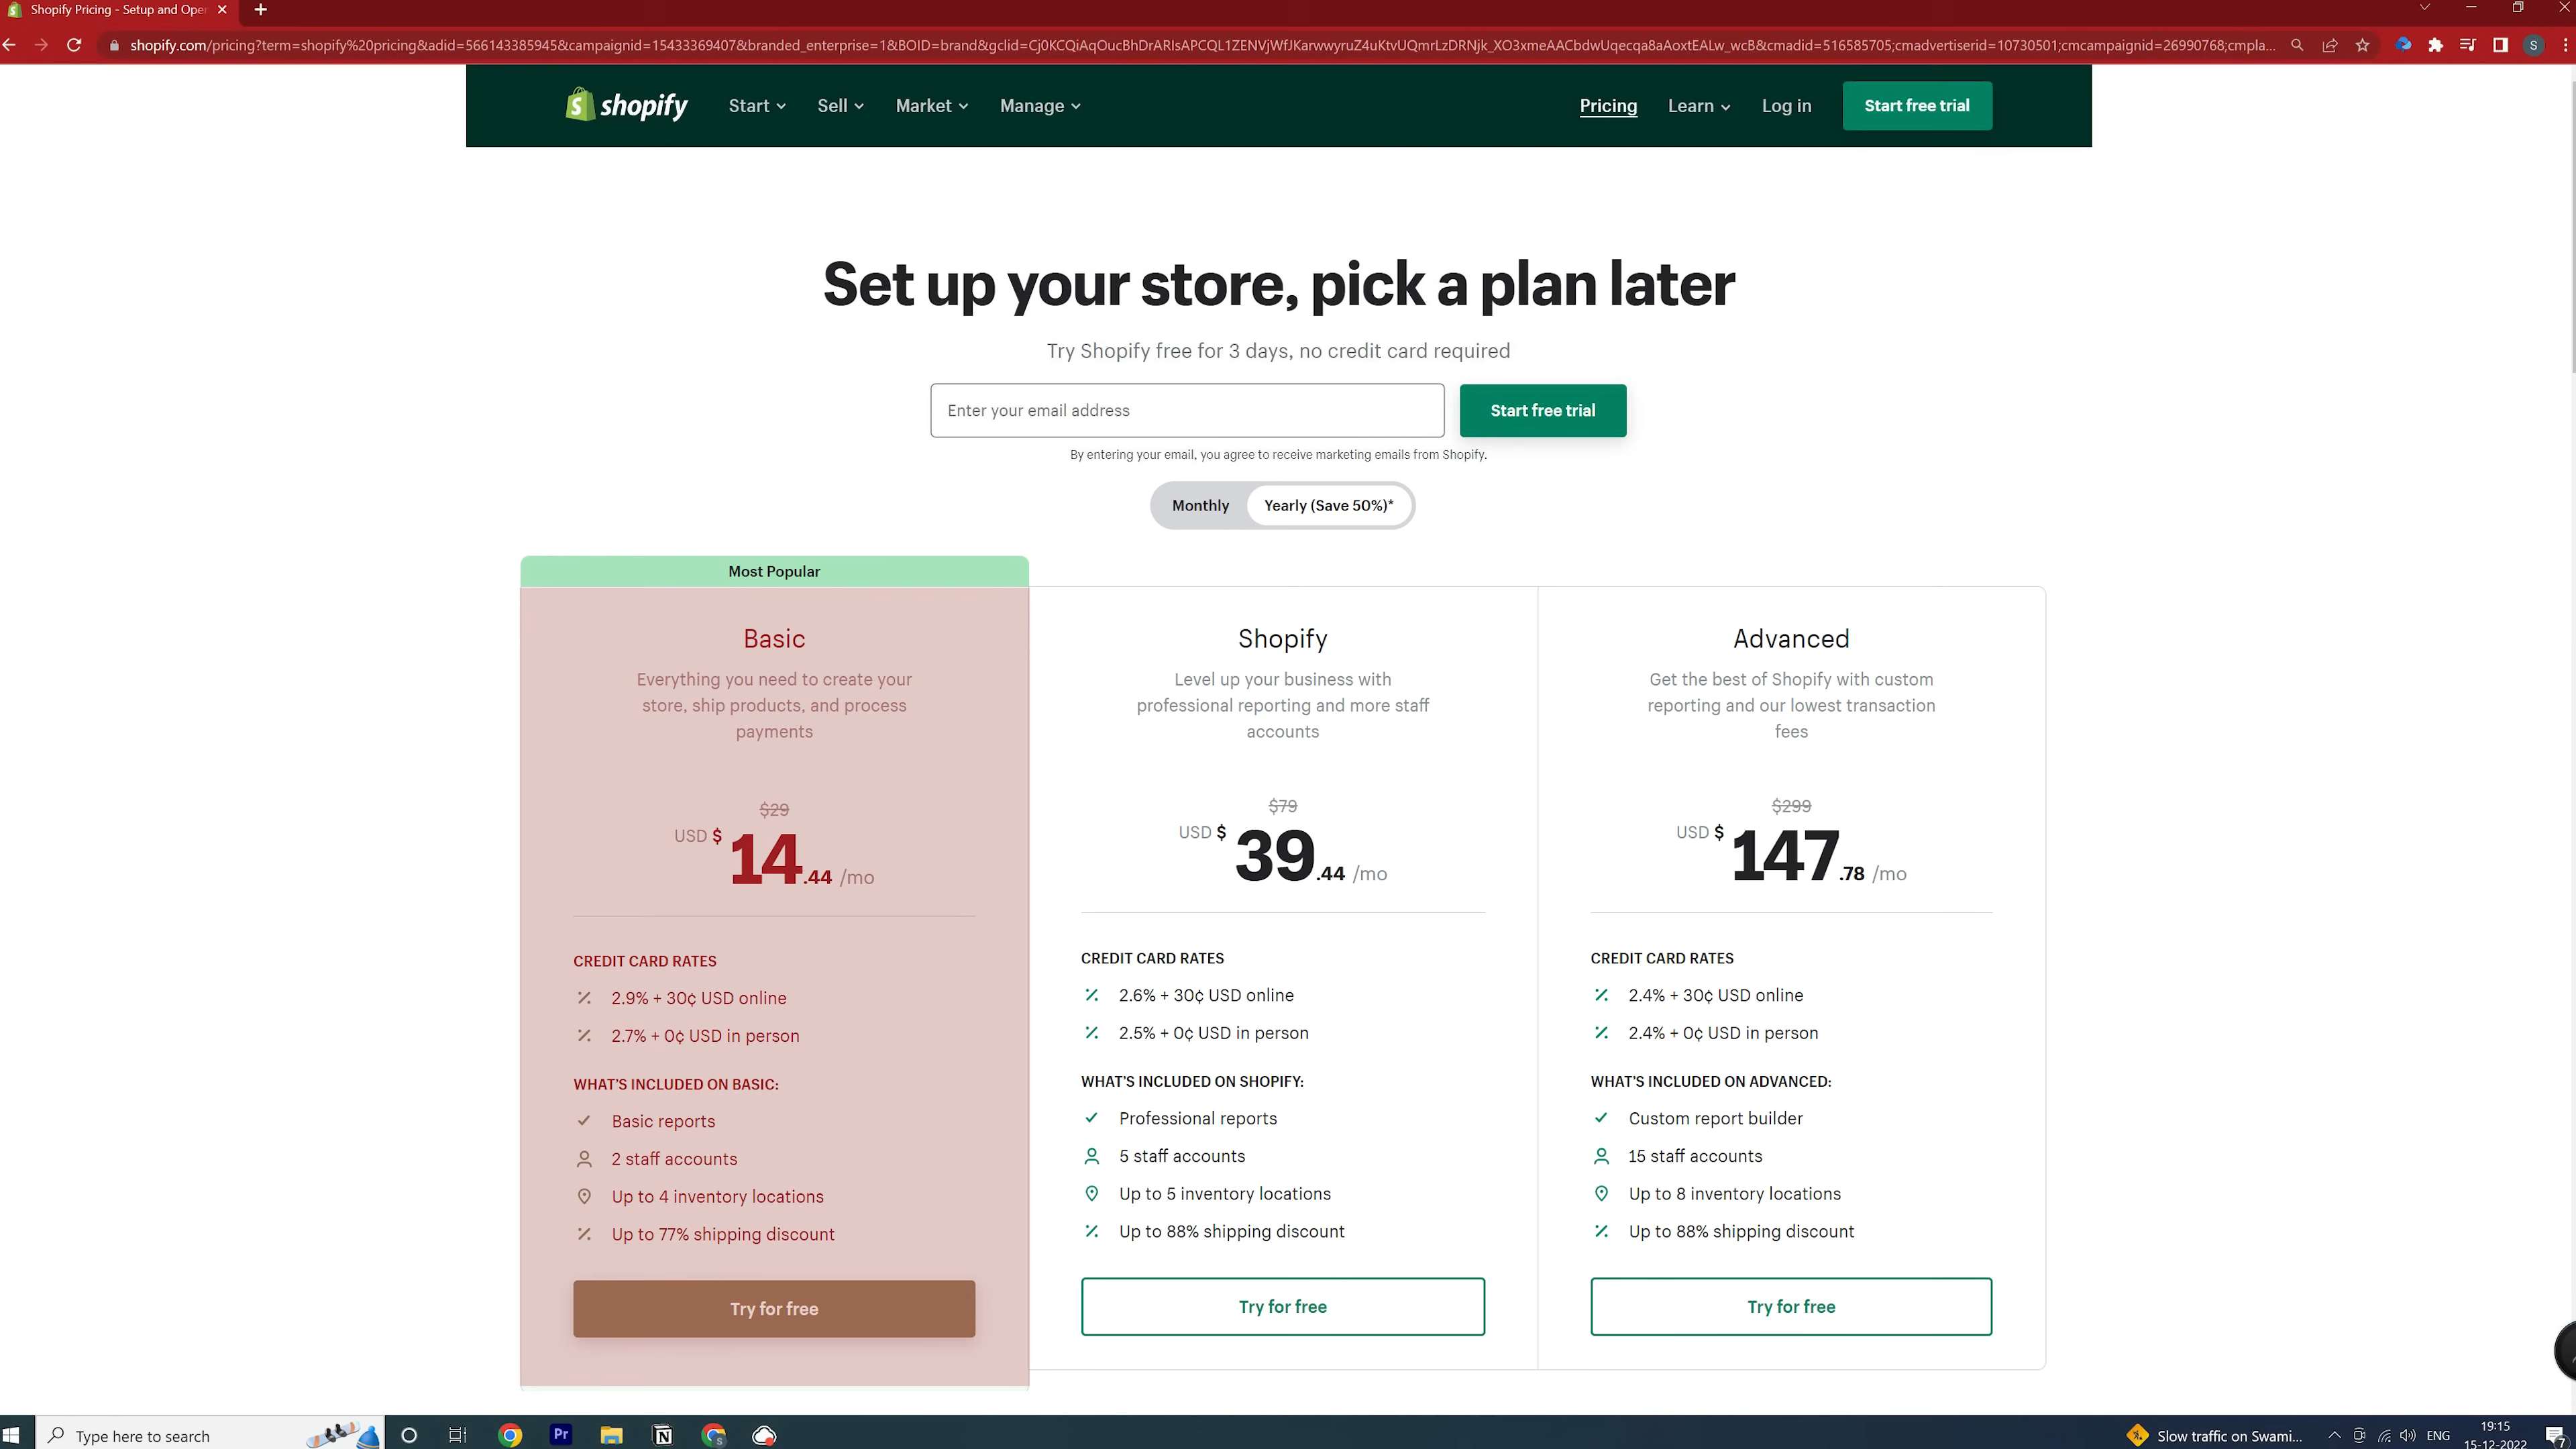 Shopify Pricing - Setup and Ope
shopify.com/pricing?term=shopify%20pricing&adid=566143385945&campaignid=15433369407&branded_enterprise=1&BOID=brand&gclid=Cj0KCQiAqOucBhDrARIsAPCQL1ZENVjWfJKarwwyruZ4uKtvUQmrLzDRNjk_XO3xmeAACbdwUqecqa8aAoxtEALw_wcB&cmadid=516585705;cmadvertiserid=10730501;cmcampaignid=26990768;cmpla...
S
shopify Start Sell Market Manage Pricing Learn Log in Start free trial
Set up your store, pick a plan later
Try Shopify free for 3 days, no credit card required
Enter your email address Start free trial
By entering your email, you agree to receive marketing emails from Shopify.
Monthly Yearly (Save 50%)*
Most Popular
Basic
Everything you need to create your
store, ship products, and process
payments
$29
USD $ 14.44 /mo
CREDIT CARD RATES
2.9% + 30¢ USD online
2.7% + 0¢ USD in person
WHAT'S INCLUDED ON BASIC:
Basic reports
2 staff accounts
Up to 4 inventory locations
Up to 77% shipping discount
Try for free
Shopify
Level up your business with
professional reporting and more staff
accounts
$79
USD $ 39.44 /mo
CREDIT CARD RATES
2.6% + 30¢ USD online
2.5% + 0¢ USD in person
WHAT'S INCLUDED ON SHOPIFY:
Professional reports
5 staff accounts
Up to 5 inventory locations
Up to 88% shipping discount
Try for free
Advanced
Get the best of Shopify with custom
reporting and our lowest transaction
fees
$299
USD $ 147.78 /mo
CREDIT CARD RATES
2.4% + 30¢ USD online
2.4% + 0¢ USD in person
WHAT'S INCLUDED ON ADVANCED:
Custom report builder
15 staff accounts
Up to 8 inventory locations
Up to 88% shipping discount
Try for free
Type here to search
Pr
N
Slow traffic on Swami...
ENG
19:15
15-12-2022
7